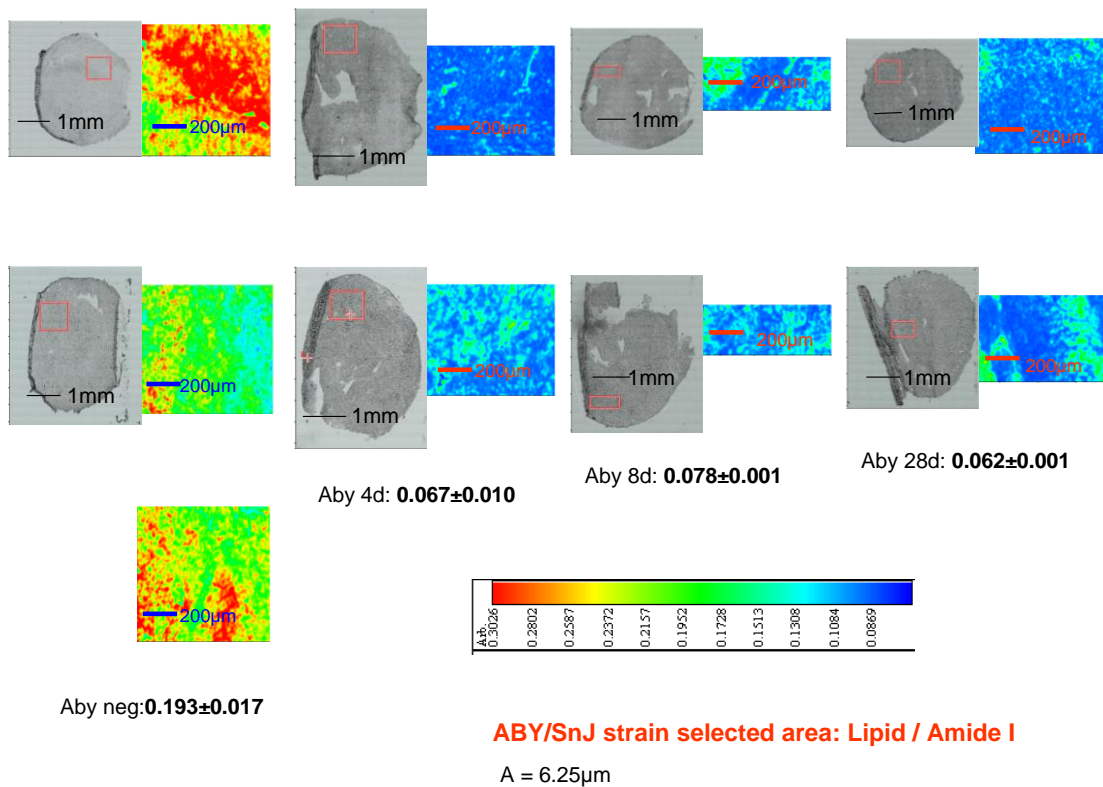 1mm 200µm 1mm 200µm 1mm 200µm 1mm 200µm
1mm 200µm 1mm 200µm 1mm 200µm 1mm 200µm
Aby 4d: 0.067±0.010
Aby 8d: 0.078±0.001
Aby 28d: 0.062±0.001
200µm
A.b.
0.3026
0.2802
0.2587
0.2372
0.2157
0.1952
0.1728
0.1513
0.1308
0.1084
0.0869
Aby neg:0.193±0.017
ABY/SnJ strain selected area: Lipid / Amide I
A = 6.25µm